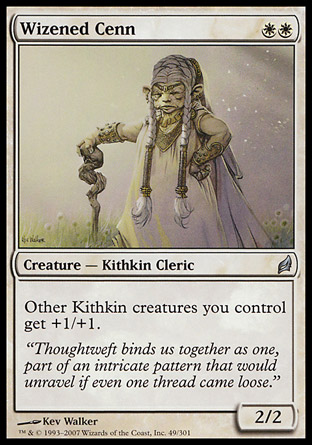 Wizened Cenn
Kev Walker
Creature — Kithkin Cleric
Other Kithkin creatures you control
get +1/+1.
“Thoughtweft binds us together as one,
part of an intricate pattern that would
unravel if even one thread came loose.”
Kev Walker
2/2
™ & © 1993–2007 Wizards of the Coast, Inc. 49/301